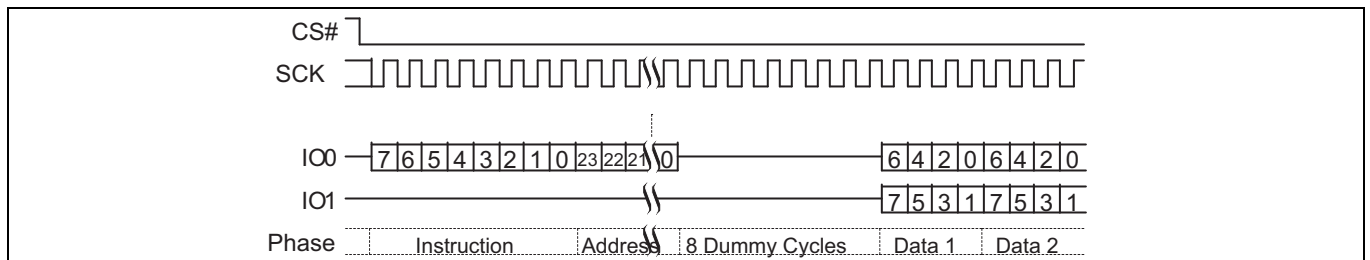 CS#
SCK
IO0 7 6 5 4 3 2 1 0 23 22 21 0 6 4 2 0 6 4 2 0
IO1 7 5 3 1 7 5 3 1
Phase Instruction Address 8 Dummy Cycles Data 1 Data 2